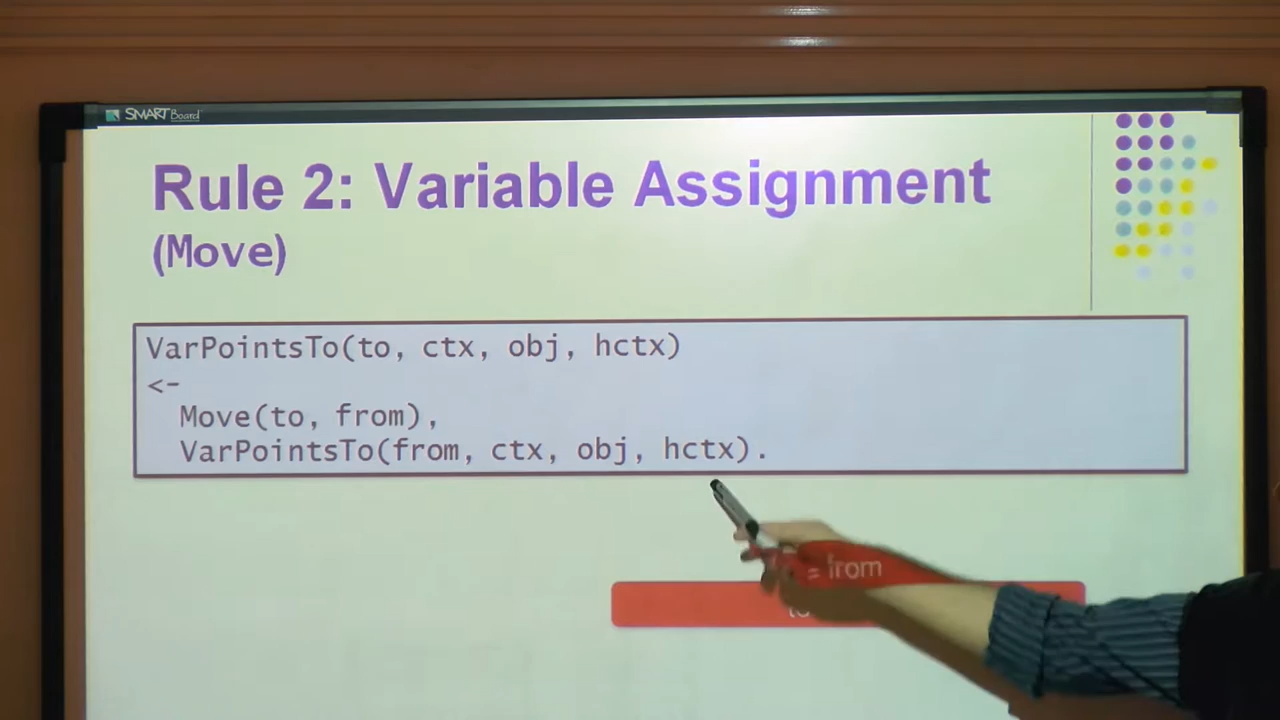 SMART Board
Rule 2: Variable Assignment
(Move)
VarPointsTo(to, ctx, obj, hctx)
<-
Move(to, from),
VarPointsTo(from, ctx, obj, hctx).
= from